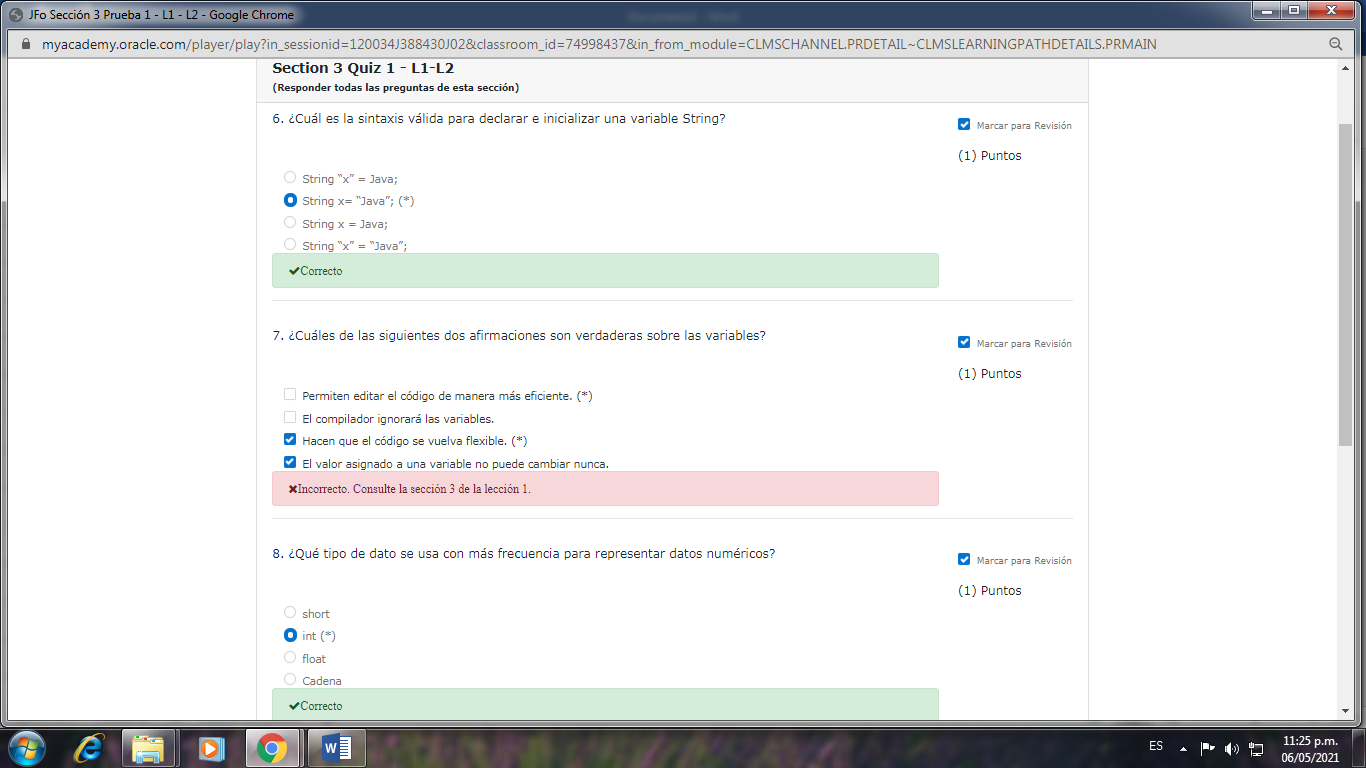 JFo Sección 3 Prueba 1 - L1 - L2 - Google Chrome
myacademy.oracle.com/player/play?in_sessionid=120034J388430J02&classroom_id=74998437&in_from_module=CLMSCHANNEL.PRDETAIL~CLMSLEARNINGPATHDETAILS.PRMAIN
Section 3 Quiz 1 - L1-L2
(Responder todas las preguntas de esta sección)
6. ¿Cuál es la sintaxis válida para declarar e inicializar una variable String?
Marcar para Revisión
(1) Puntos
String “x” = Java;
String x= “Java”; (*)
String x = Java;
String “x” = “Java”;
Correcto
7. ¿Cuáles de las siguientes dos afirmaciones son verdaderas sobre las variables?
Marcar para Revisión
(1) Puntos
Permiten editar el código de manera más eficiente. (*)
El compilador ignorará las variables.
Hacen que el código se vuelva flexible. (*)
El valor asignado a una variable no puede cambiar nunca.
Incorrecto. Consulte la sección 3 de la lección 1.
8. ¿Qué tipo de dato se usa con más frecuencia para representar datos numéricos?
Marcar para Revisión
(1) Puntos
short
int (*)
float
Cadena
Correcto
ES
11:25 p.m.
06/05/2021